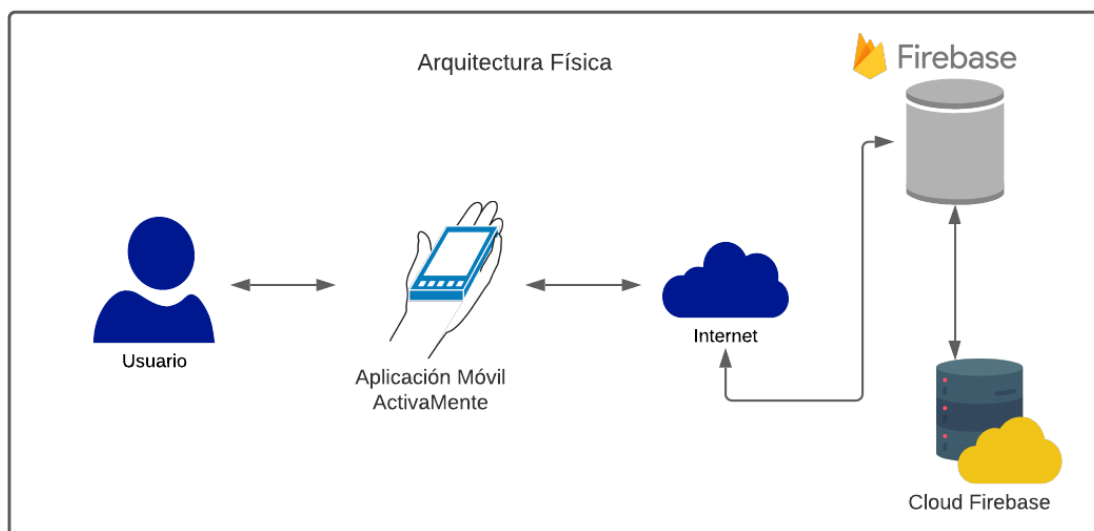 Arquitectura Física
Firebase
Usuario
Aplicación Móvil
ActivaMente
Internet
Cloud Firebase